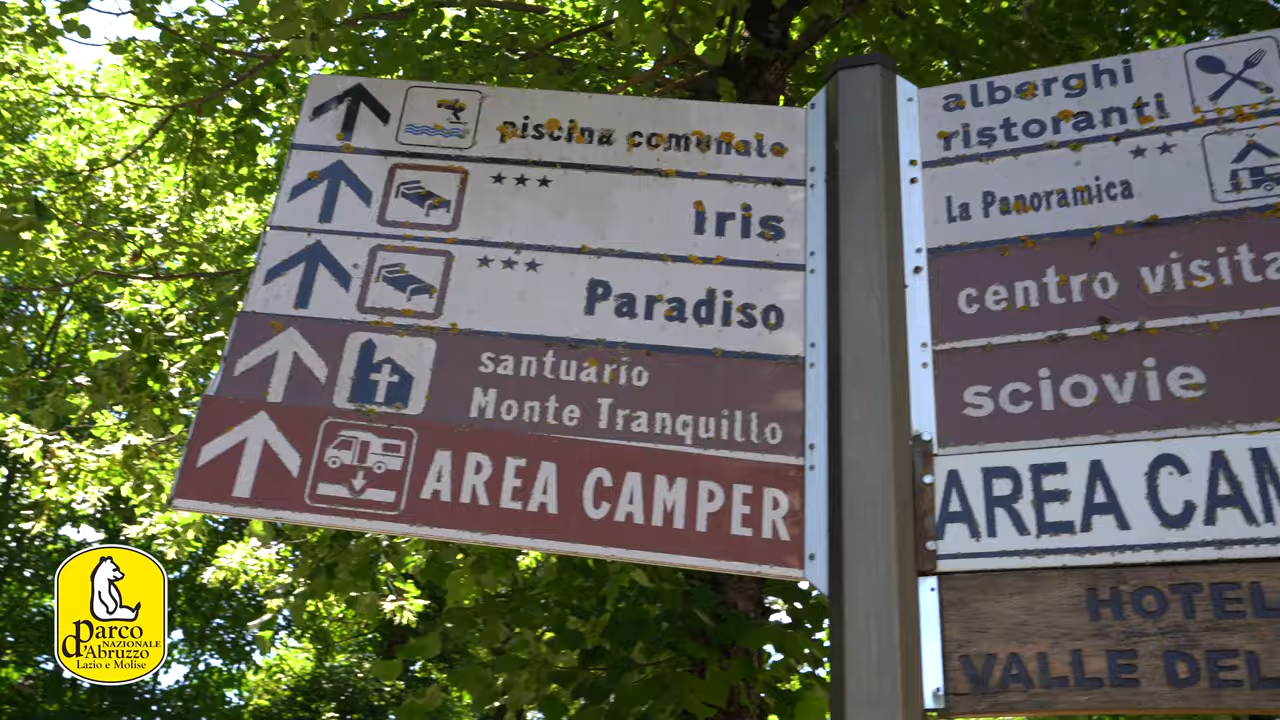 piscina comunale
Iris
Paradiso
santuario
Monte Tranquillo
AREA CAMPER
alberghi
ristoranti
La Panoramica
centro visita
sciovie
AREA CAM
HOTEL
VALLE DEL
Parco
NAZIONALE
d'Abruzzo
Lazio e Molise